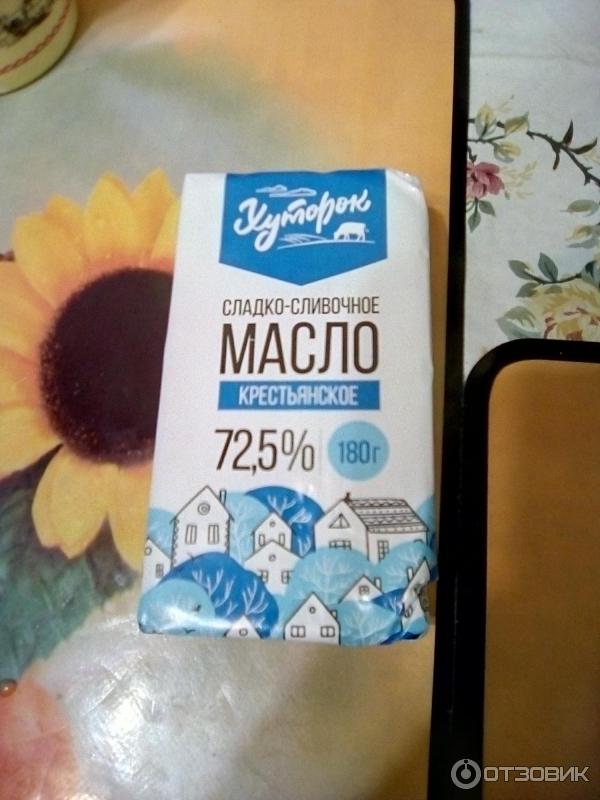 Хуторок
СЛАДКО-СЛИВОЧНОЕ
МАСЛО
КРЕСТЬЯНСКОЕ
72,5% 180г
ОТЗОВИК